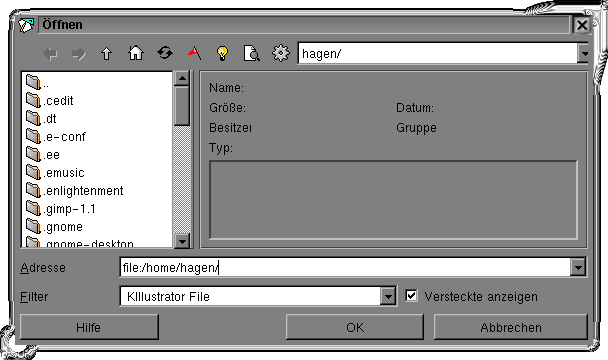 Öffnen
hagen/
..
.cedit
.dt
.e-conf
.ee
.emusic
.enlightenment
.gimp-1.1
.gnome
.gnome-desktop
Name:
Größe:
Datum:
Besitzer
Gruppe
Typ:
Adresse
file:/home/hagen/
Filter
KIllustrator File
Versteckte anzeigen
Hilfe
OK
Abbrechen